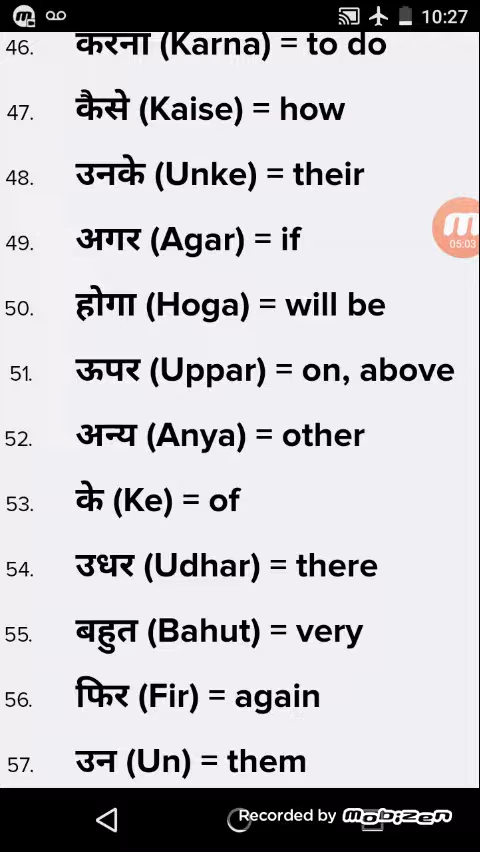 10:27
46. करना (Karna) = to do
47. कैसे (Kaise) = how
48. उनके (Unke) = their
49. अगर (Agar) = if
05:03
50. होगा (Hoga) = will be
51. ऊपर (Uppar) = on, above
52. अन्य (Anya) = other
53. के (Ke) = of
54. उधर (Udhar) = there
55. बहुत (Bahut) = very
56. फिर (Fir) = again
57. उन (Un) = them
Recorded by Mobizen